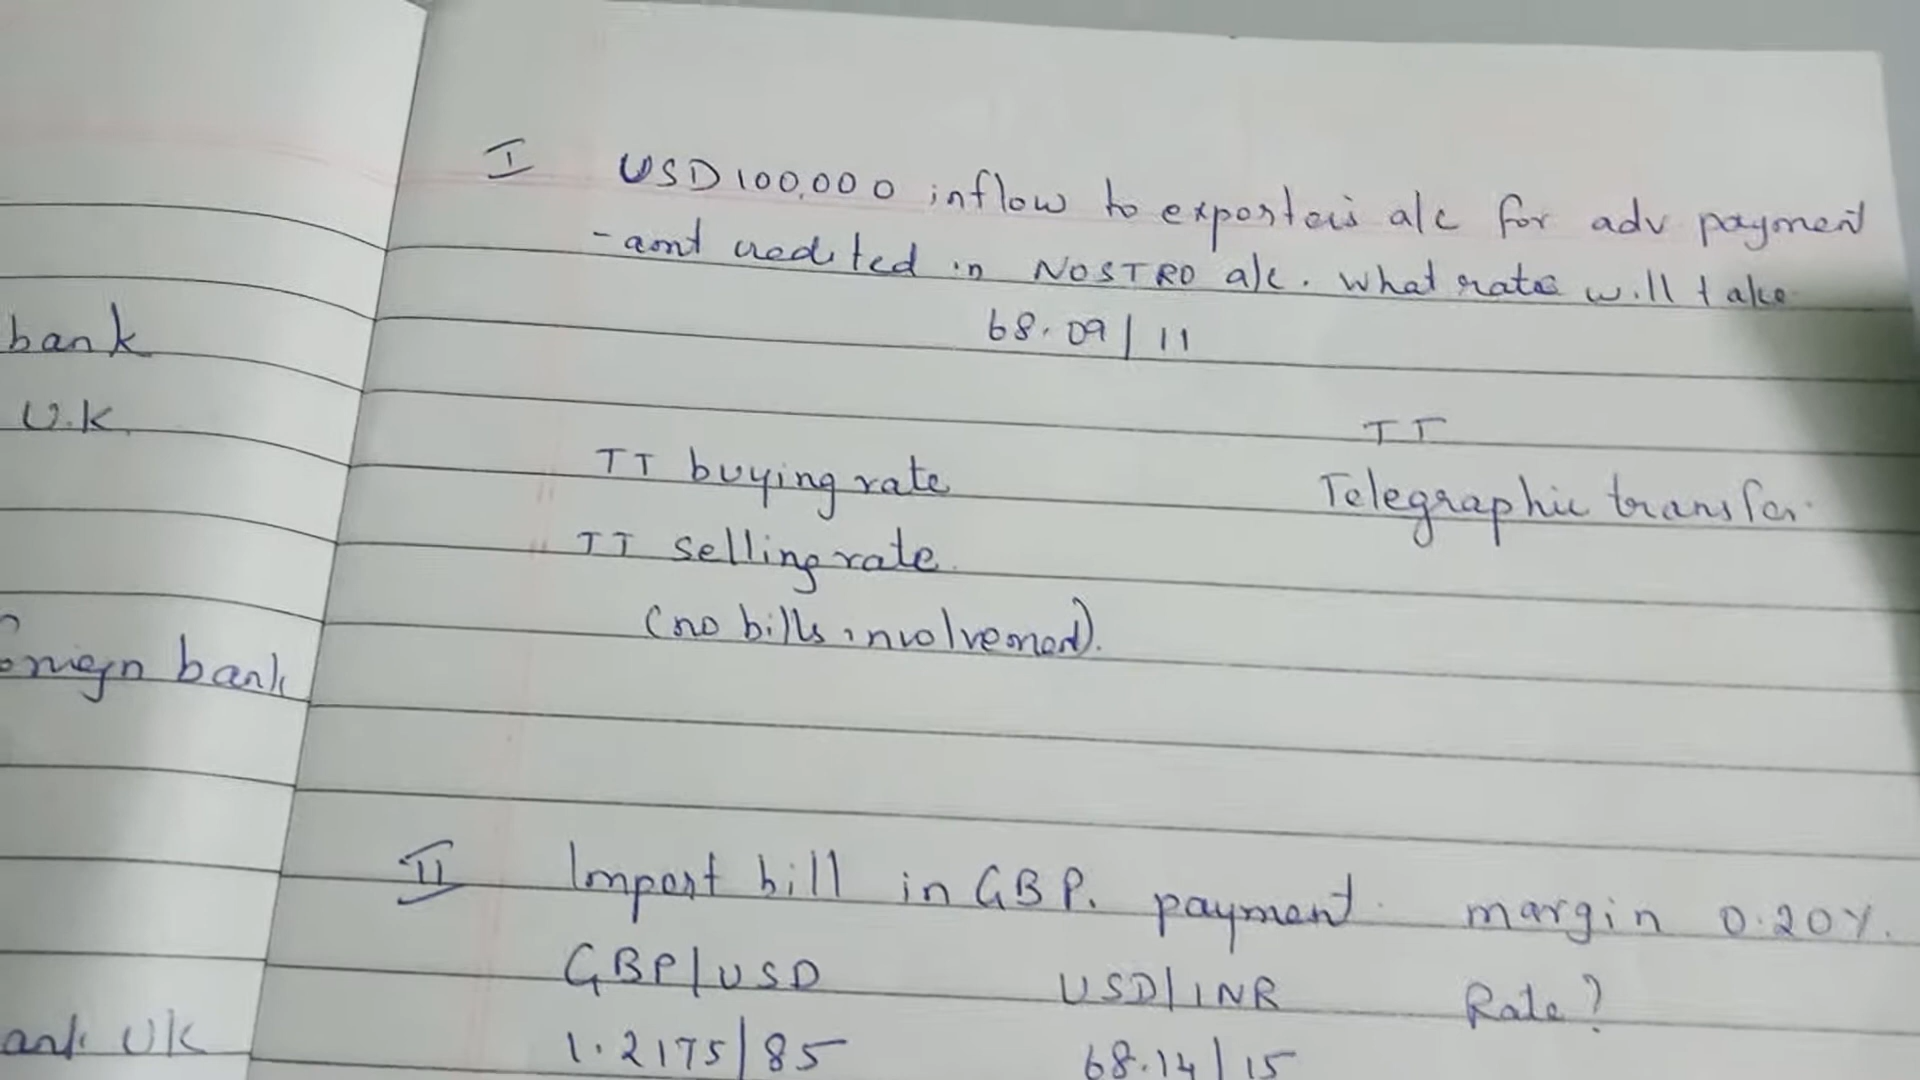 bank
U.K.
bank
ank UK
I USD 100,000 inflow to exporter's a/c for adv payment
- amt credited in NOSTRO a/c. What rate will take
68.09/11
TT
TT buying rate
Telegraphic transfer
TT selling rate
(no bills involvement).
II Import bill in GBP. payment. margin 0.20%.
GBP/USD USD/INR Rate?
1.2175/85 68.14/15